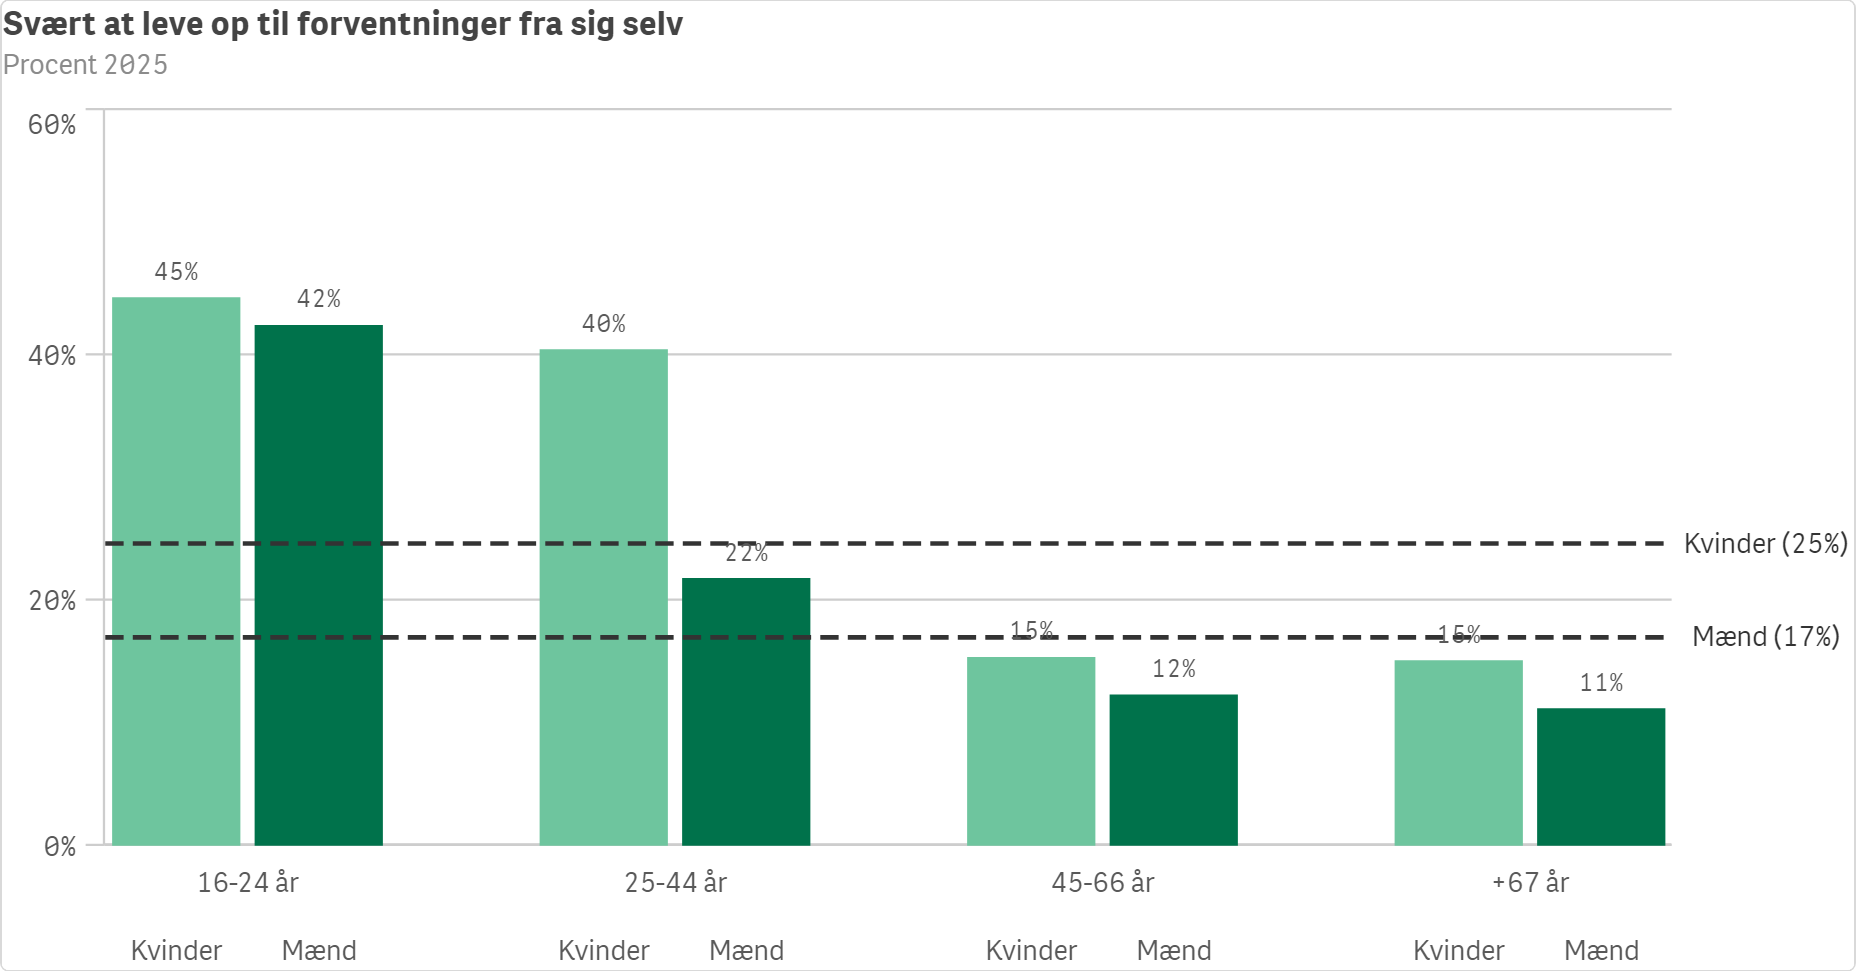 Svært at leve op til forventninger fra sig selv
Procent 2025
60%
45%
42%
40%
40%
Kvinder (25%)
22%
20%
15%
15%
Mænd (17%)
12%
11%
0%
16-24 år
25-44 år
45-66 år
+67 år
Kvinder Mænd Kvinder Mænd Kvinder Mænd Kvinder Mænd